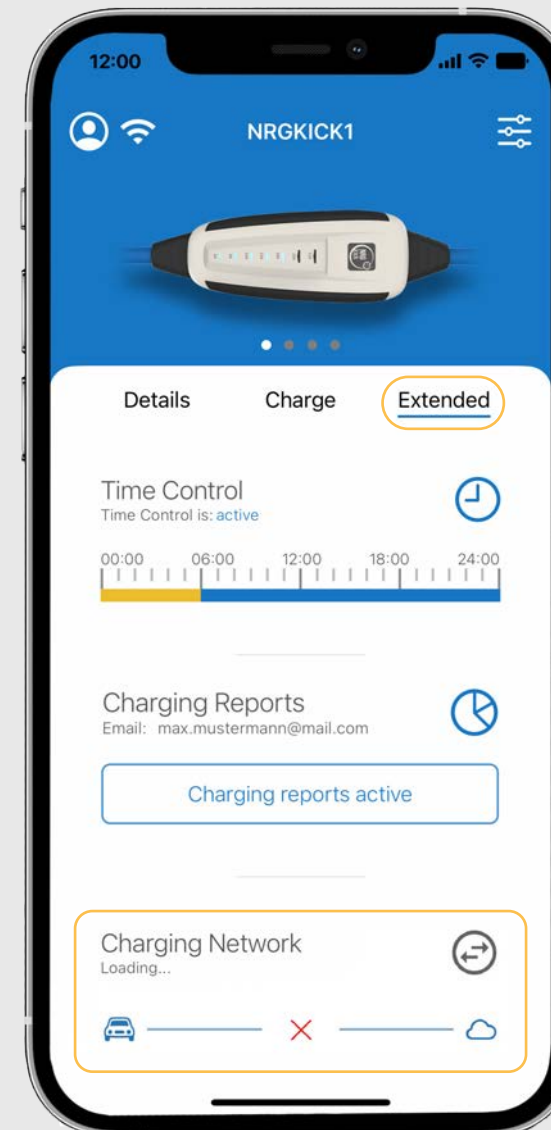 12:00
NRGKICK1
Details Charge Extended
Time Control
Time Control is: active
00:00 06:00 12:00 18:00 24:00
Charging Reports
Email: max.mustermann@mail.com
Charging reports active
Charging Network
Loading...